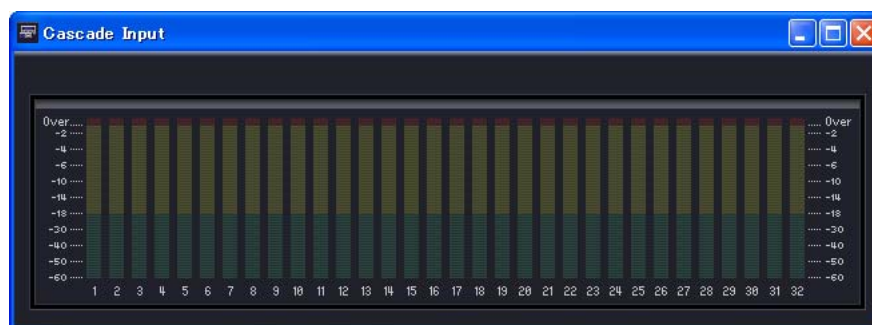 Cascade Input
Over..... ..... Over
-2 ..... ..... -2
-4 ..... ..... -4
-6 ..... ..... -6
-10 ..... ..... -10
-14 ..... ..... -14
-18 ..... ..... -18
-30 ..... ..... -30
-40 ..... ..... -40
-50 ..... ..... -50
-60 ..... ..... -60
1 2 3 4 5 6 7 8 9 10 11 12 13 14 15 16 17 18 19 20 21 22 23 24 25 26 27 28 29 30 31 32